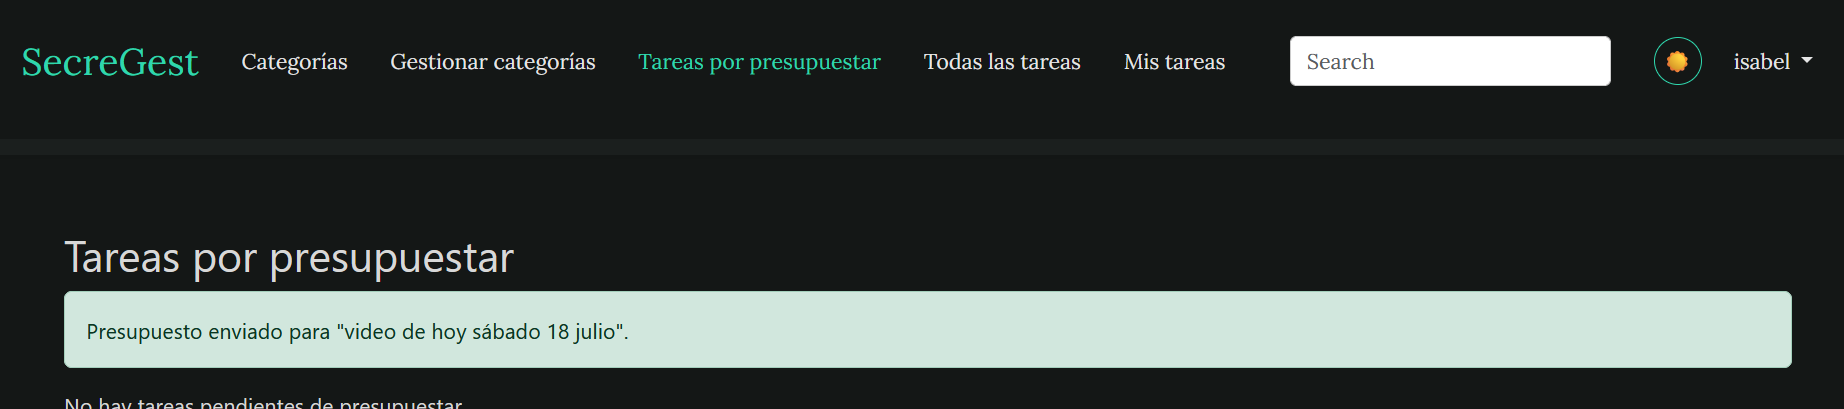 SecreGest Categorías Gestionar categorías Tareas por presupuestar Todas las tareas Mis tareas Search isabel
Tareas por presupuestar
Presupuesto enviado para "video de hoy sábado 18 julio".
No hay tareas pendientes de presupuestar